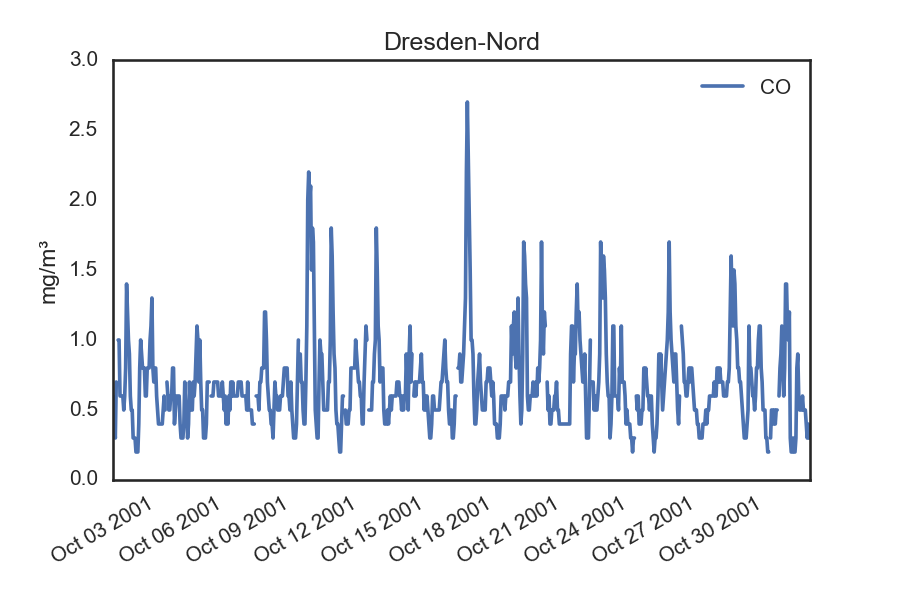 Dresden-Nord
3.0
2.5
2.0
1.5
1.0
0.5
0.0
mg/m³
CO
Oct 03 2001
Oct 06 2001
Oct 09 2001
Oct 12 2001
Oct 15 2001
Oct 18 2001
Oct 21 2001
Oct 24 2001
Oct 27 2001
Oct 30 2001